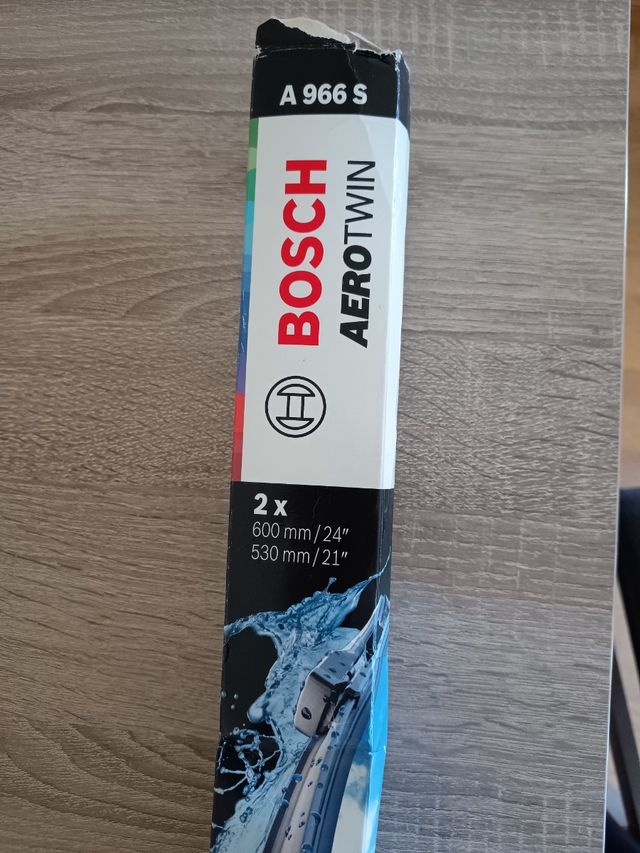 A 966 S
BOSCH
AEROTWIN
2 x
600 mm/24″
530 mm/21″